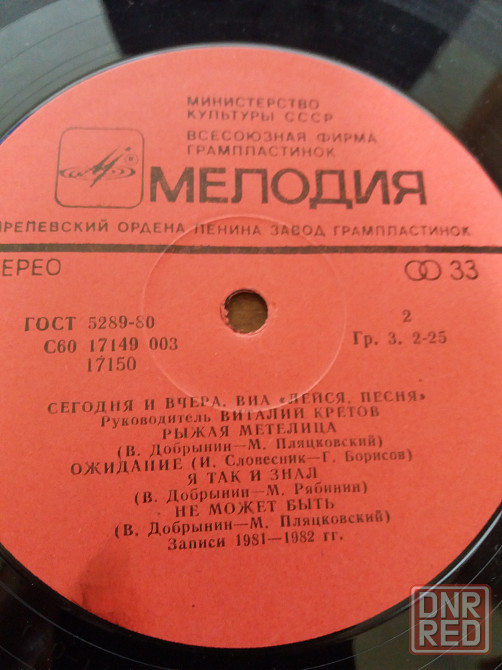 МИНИСТЕРСТВО
КУЛЬТУРЫ СССР
ВСЕСОЮЗНАЯ ФИРМА
ГРАМПЛАСТИНОК
МЕЛОДИЯ
ПРЕЛЕВСКИЙ ОРДЕНА ЛЕНИНА ЗАВОД ГРАМПЛАСТИНОК
ТЕРЕО
33
ГОСТ 5289-80
2
С60 17149 003
Гр. 3. 2-25
17150
СЕГОДНЯ И ВЧЕРА. ВИА «ЛЕЙСЯ, ПЕСНЯ»
Руководитель ВИТАЛИЙ КРЕТОВ
РЫЖАЯ МЕТЕЛИЦА
(В. Добрынин—М. Пляцковский)
ОЖИДАНИЕ (И. Словесник—Г. Борисов)
Я ТАК И ЗНАЛ
(В. Добрынин—М. Рябинин)
НЕ МОЖЕТ БЫТЬ
(В. Добрынин—М. Пляцковский)
Записи 1981—1982 гг.
DNR
RED